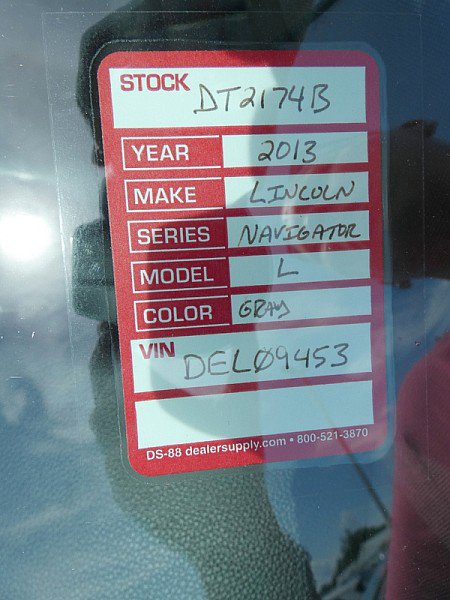 STOCK DT2174B
YEAR 2013
MAKE LINCOLN
SERIES NAVIGATOR
MODEL L
COLOR GRAY
VIN DEL09453
DS-88 dealersupply.com • 800-521-3870